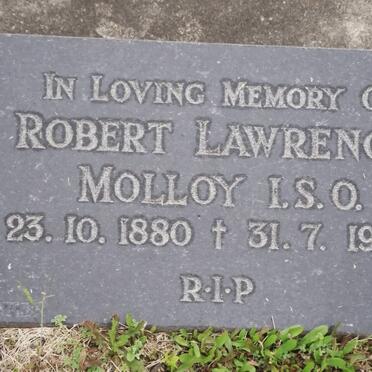 IN LOVING MEMORY O
ROBERT LAWRENC
MOLLOY I.S.O.
23. 10. 1880 † 31. 7. 19
R·I·P